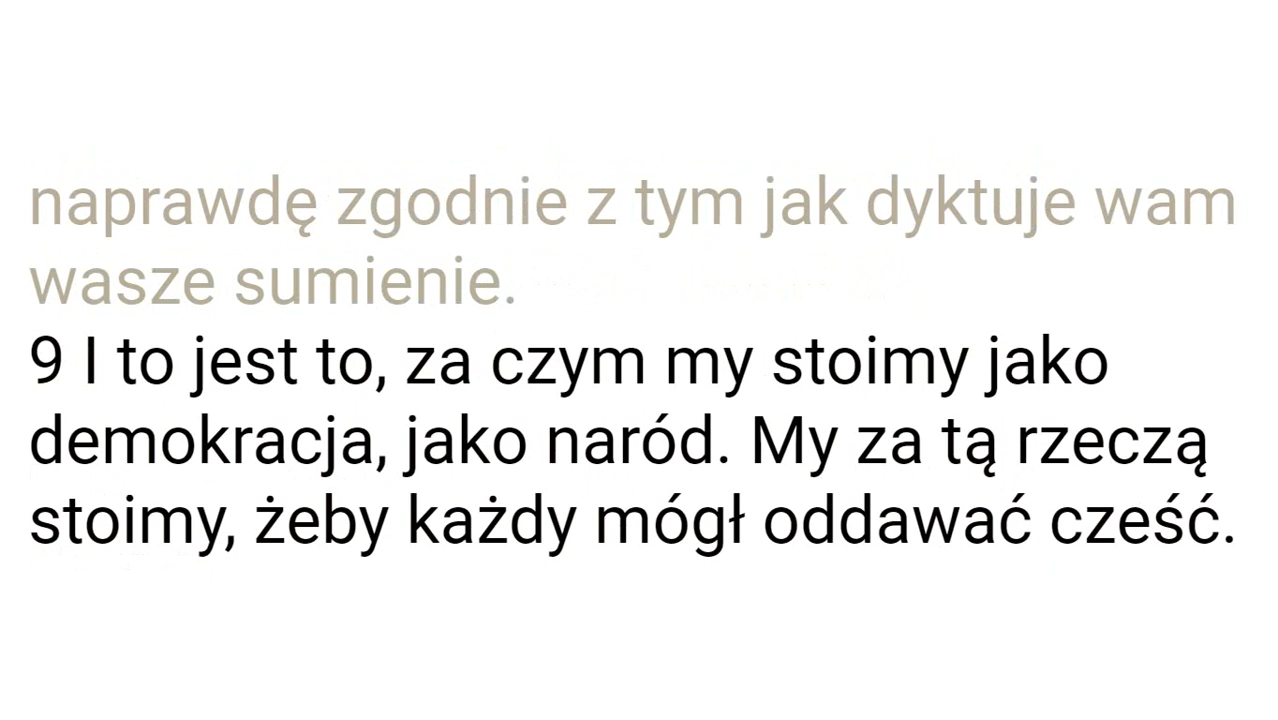 naprawdę zgodnie z tym jak dyktuje wam
wasze sumienie.
9 I to jest to, za czym my stoimy jako
demokracja, jako naród. My za tą rzeczą
stoimy, żeby każdy mógł oddawać cześć.